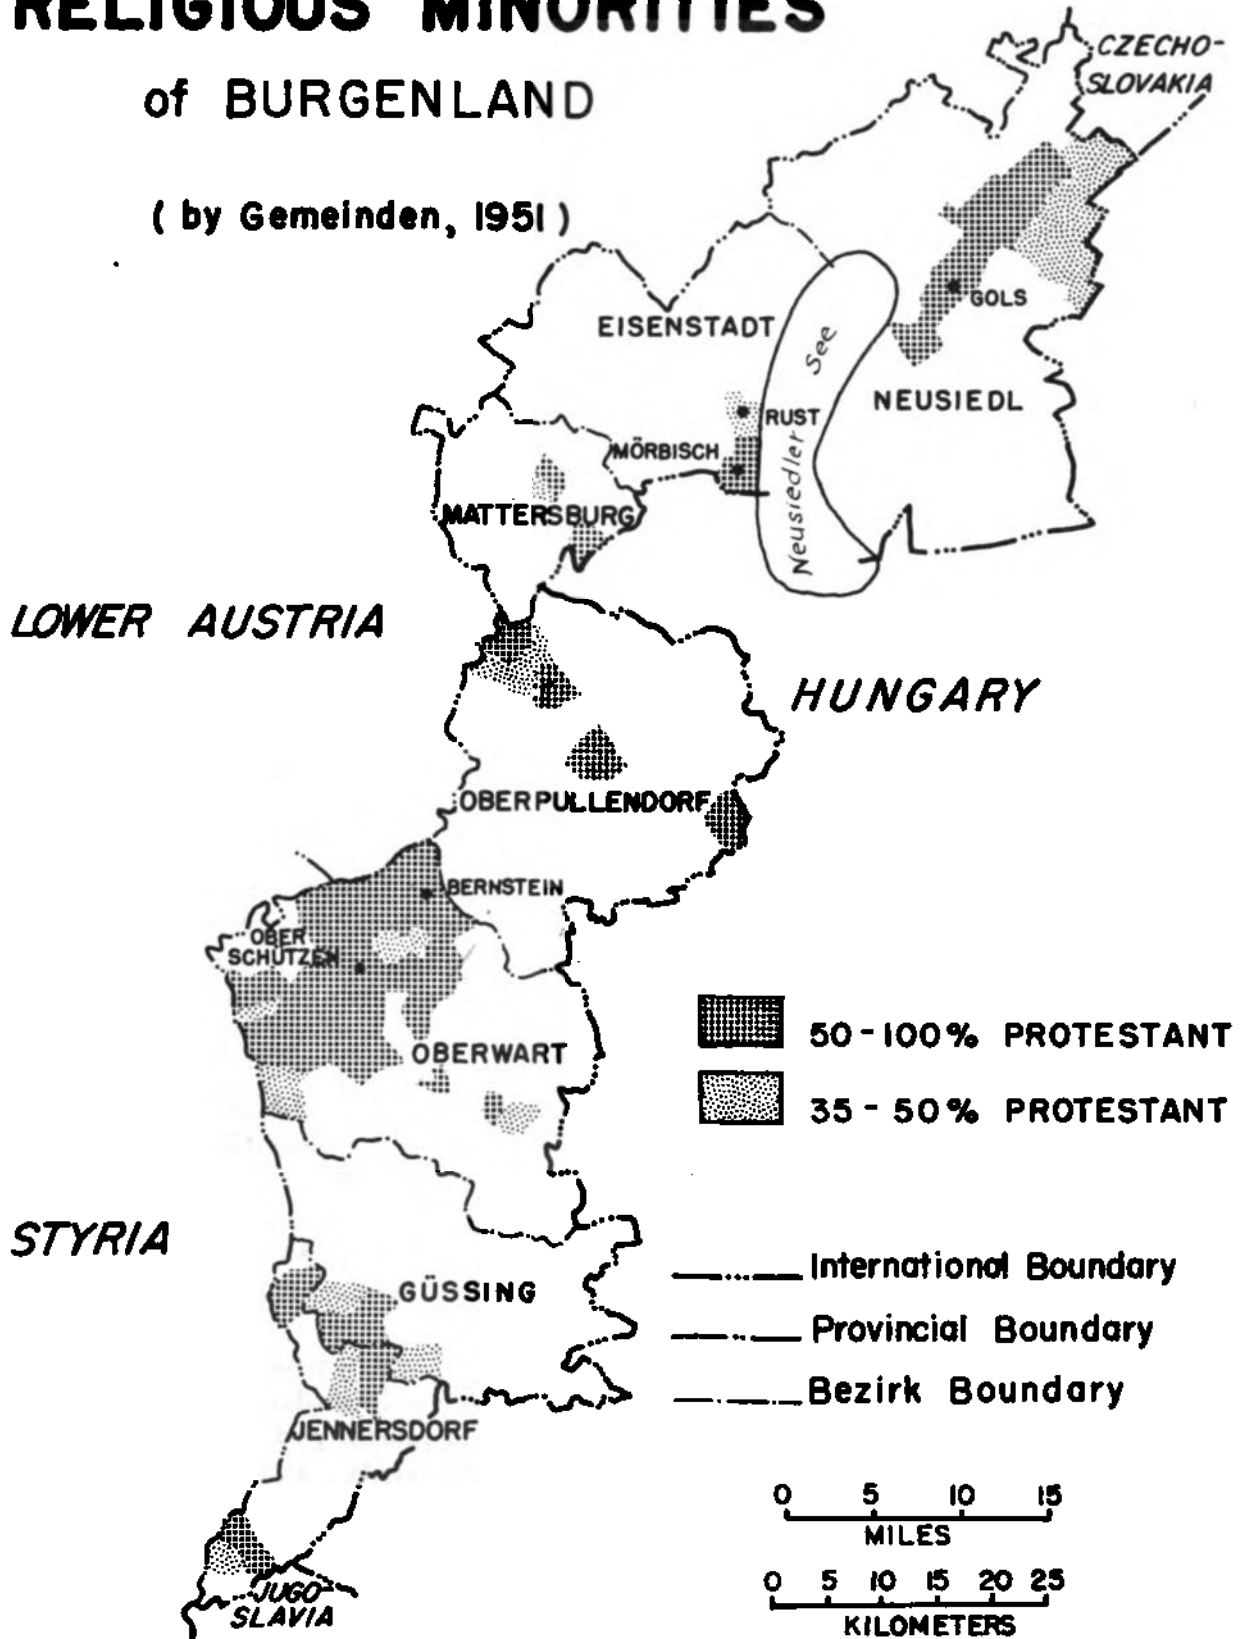 RELIGIOUS MINORITIES
of BURGENLAND
( by Gemeinden, 1951 )
CZECHO-
SLOVAKIA
GOLS
EISENSTADT
See
NEUSIEDL
RUST
MÖRBISCH
Neusiedler
MATTERSBURG
LOWER AUSTRIA
HUNGARY
OBERPULLENDORF
BERNSTEIN
OBER
SCHÜTZEN
50-100% PROTESTANT
OBERWART
35-50% PROTESTANT
STYRIA
International Boundary
GÜSSING
Provincial Boundary
Bezirk Boundary
JENNERSDORF
0 5 10 15
MILES
0 5 10 15 20 25
KILOMETERS
JUGO-
SLAVIA